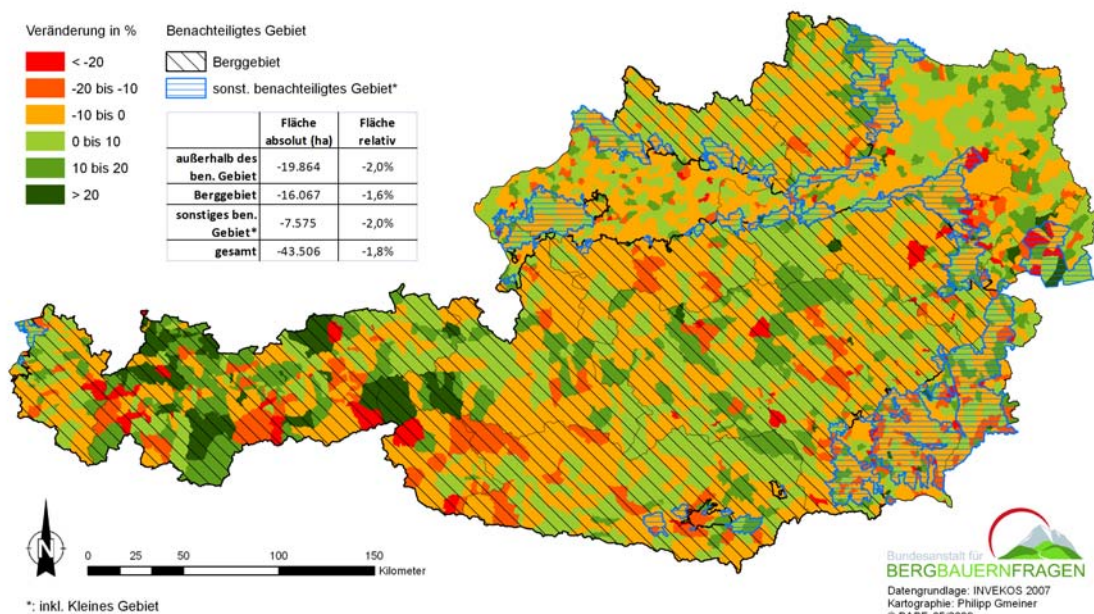 Veränderung in %
< -20
-20 bis -10
-10 bis 0
0 bis 10
10 bis 20
> 20
Benachteiligtes Gebiet
Berggebiet
sonst. benachteiligtes Gebiet*
Fläche absolut (ha)
Fläche relativ
außerhalb des ben. Gebiet
-19.864
-2,0%
Berggebiet
-16.067
-1,6%
sonstiges ben. Gebiet*
-7.575
-2,0%
gesamt
-43.506
-1,8%
N
0 25 50 100 150
Kilometer
*: inkl. Kleines Gebiet
Bundesanstalt für
BERGBAUERNFRAGEN
Datengrundlage: INVEKOS 2007
Kartographie: Philipp Gmeiner